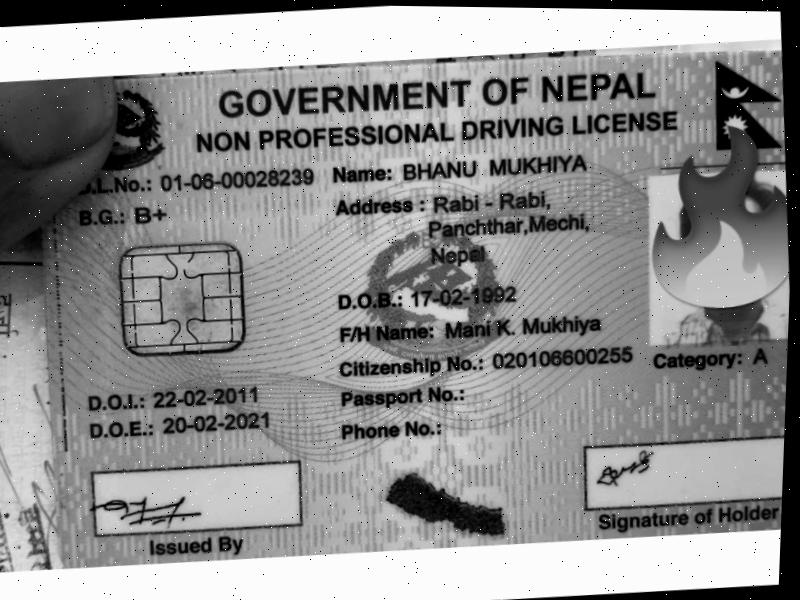 GOVERNMENT OF NEPAL
NON PROFESSIONAL DRIVING LICENSE
D.L.No.: 01-06-00028239
B.G.: B+
Name: BHANU MUKHIYA
Address : Rabi - Rabi,
Panchthar,Mechi,
Nepal
D.O.B.: 17-02-1992
F/H Name: Mani K. Mukhiya
Citizenship No.: 020106600255
Passport No.:
Phone No.:
Category: A
D.O.I.: 22-02-2011
D.O.E.: 20-02-2021
Issued By
Signature of Holder